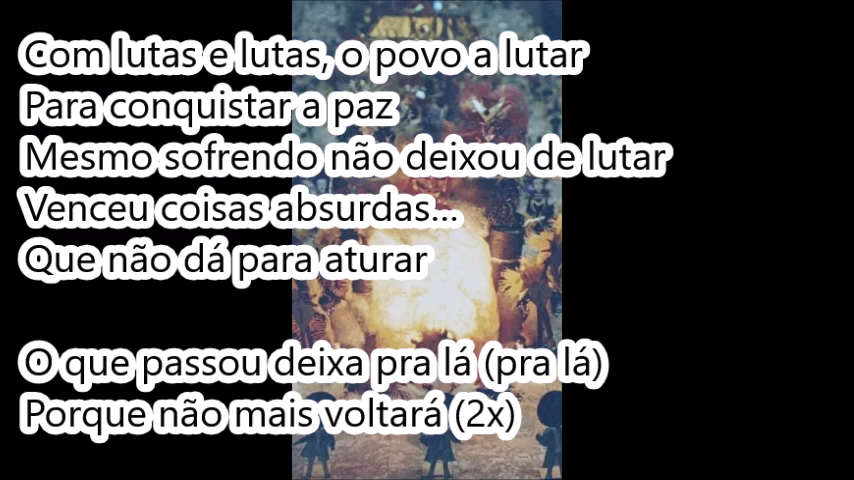 Com lutas e lutas, o povo a lutar
Para conquistar a paz
Mesmo sofrendo não deixou de lutar
Venceu coisas absurdas...
Que não dá para aturar
O que passou deixa pra lá (pra lá)
Porque não mais voltará (2x)